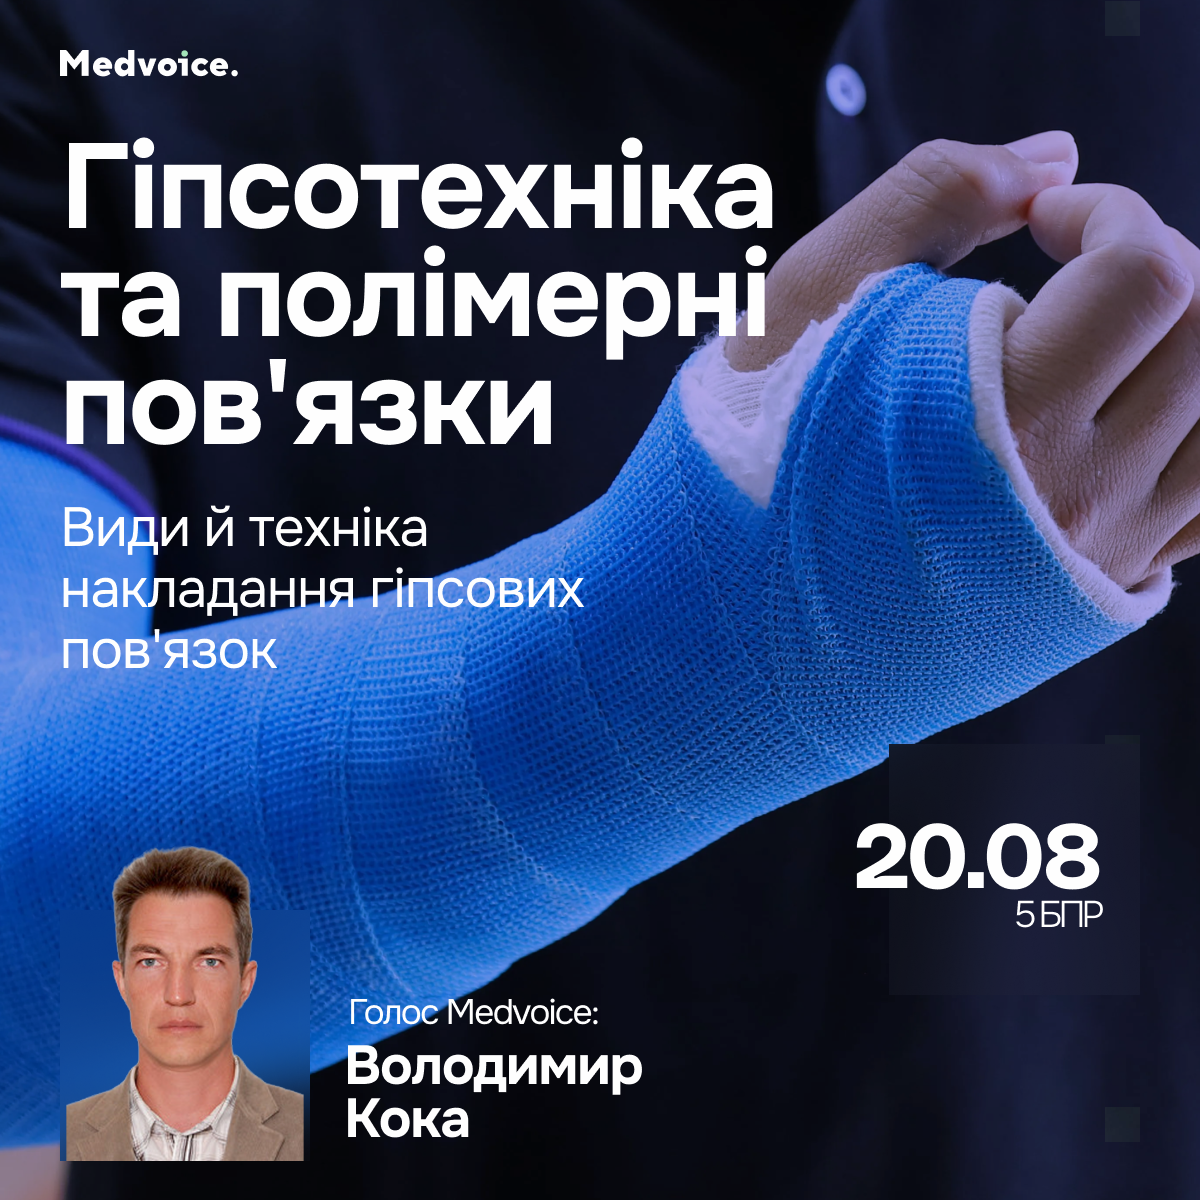 Medvoice.
Гіпсотехніка
та полімерні
пов'язки
Види й техніка
накладання гіпсових
пов'язок
20.08
5 БПР
Голос Medvoice:
Володимир
Кока